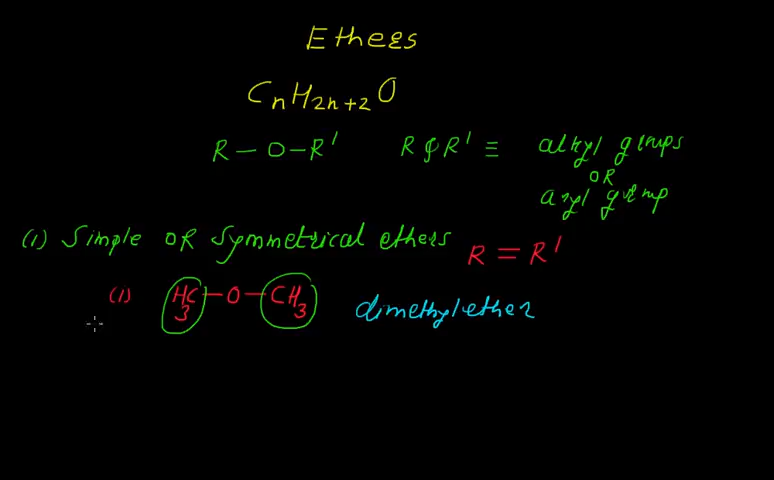 Ethers
CnH2n+2O
R — O — R' R & R' ≡ alkyl groups
OR
aryl group
(1) Simple OR Symmetrical ethers R = R'
(1) H3C — O — CH3 dimethylether